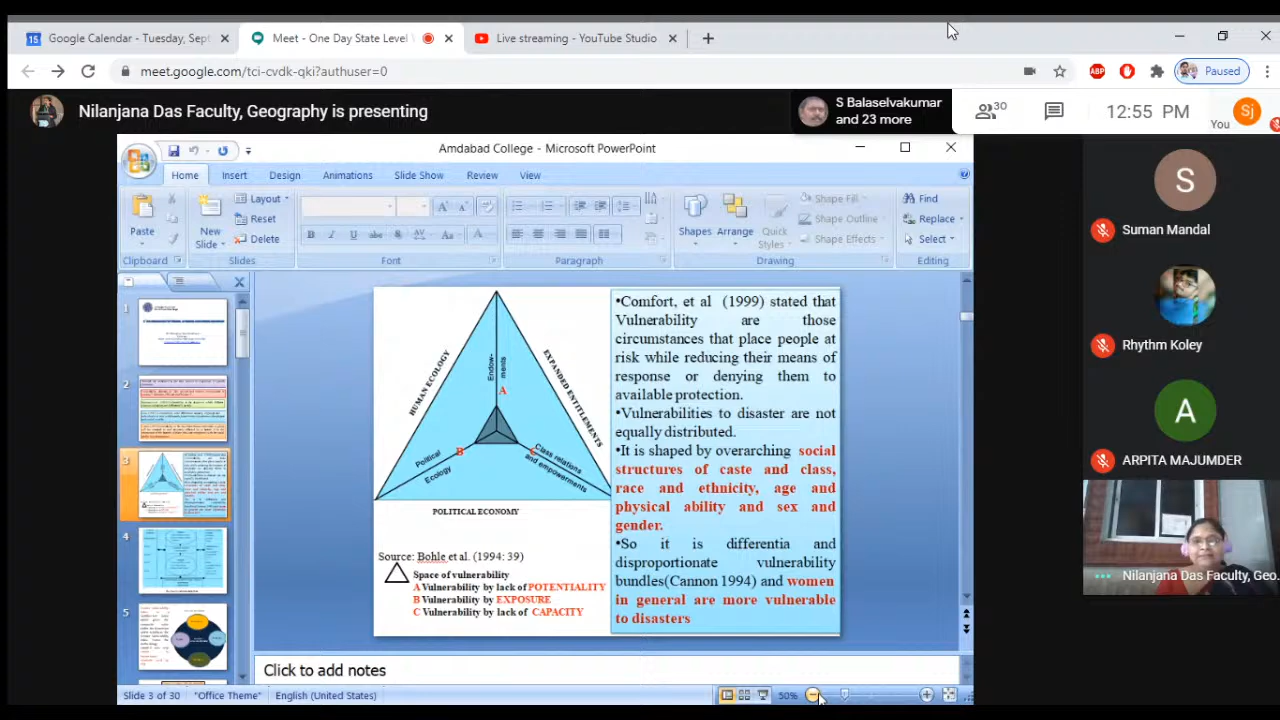 Google Calendar - Tuesday, Sept
Meet - One Day State Level
Live streaming - YouTube Studio
meet.google.com/tci-cvdk-qki?authuser=0
ABP
Paused
Nilanjana Das Faculty, Geography is presenting
S Balaselvakumar
and 23 more
30
12:55 PM
You
Sj
Amdabad College - Microsoft PowerPoint
Home
Insert
Design
Animations
Slide Show
Review
View
Paste
Clipboard
New
Slide
Layout
Reset
Delete
Slides
Font
Paragraph
Shapes
Arrange
Quick
Styles
Shape Fill
Shape Outline
Shape Effects
Drawing
Find
Replace
Select
Editing
1
2
3
4
5
HUMAN ECOLOGY
EXPANDED ENTITLEMENTS
Endow-
ments
A
Political
Ecology
B
C
Class relations
and empowerments
POLITICAL ECONOMY
Source: Bohle et al. (1994: 39)
Space of vulnerability
A Vulnerability by lack of POTENTIALITY
B Vulnerability by EXPOSURE
C Vulnerability by lack of CAPACITY
•Comfort, et al (1999) stated that
Vulnerability are those
circumstances that place people at
risk while reducing their means of
response or denying them to
available protection.
•Vulnerabilities to disaster are not
equally distributed.
•It is shaped by overarching social
structures of caste and class,
race and ethnicity, age and
physical ability and sex and
gender.
•So it is differentia and
disproportionate vulnerability
bundles(Cannon 1994) and women
in general are more vulnerable
to disasters
Click to add notes
Slide 3 of 30
"Office Theme"
English (United States)
50%
S
Suman Mandal
Rhythm Koley
A
ARPITA MAJUMDER
Nilanjana Das Faculty, Geo...